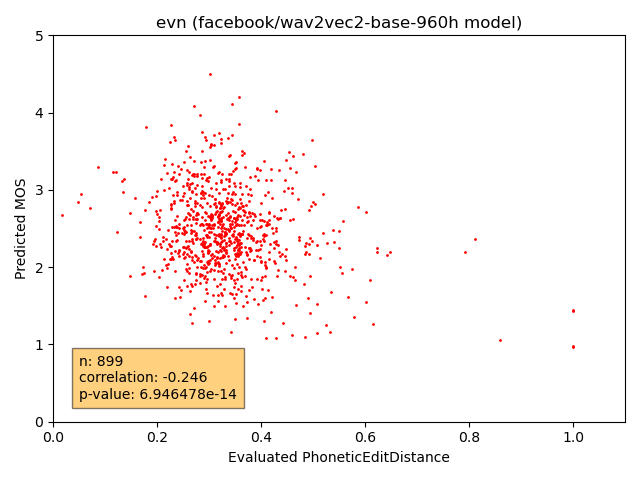 evn (facebook/wav2vec2-base-960h model)
5
4
3
2
1
0
Predicted MOS
n: 899
correlation: -0.246
p-value: 6.946478e-14
0.0 0.2 0.4 0.6 0.8 1.0
Evaluated PhoneticEditDistance